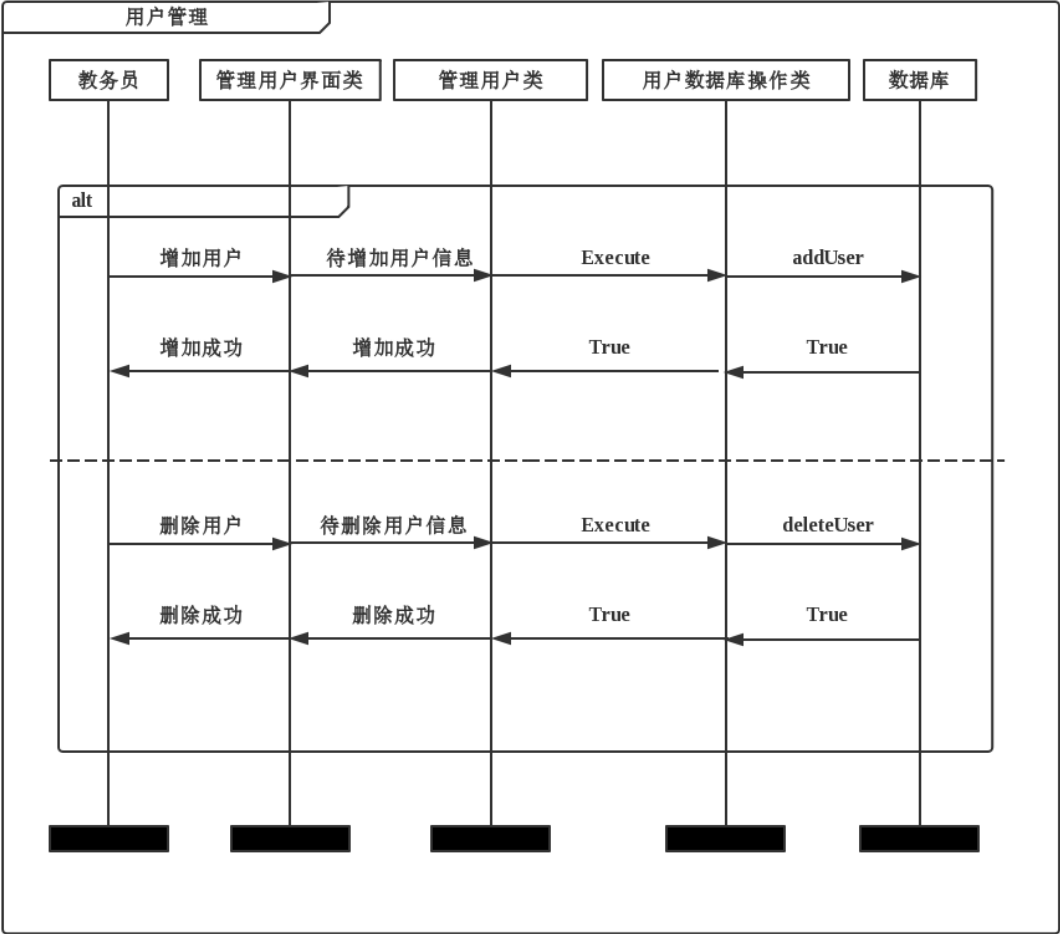 用户管理
教务员
管理用户界面类
管理用户类
用户数据库操作类
数据库
alt
增加用户
待增加用户信息
Execute
addUser
增加成功
增加成功
True
True
删除用户
待删除用户信息
Execute
deleteUser
删除成功
删除成功
True
True